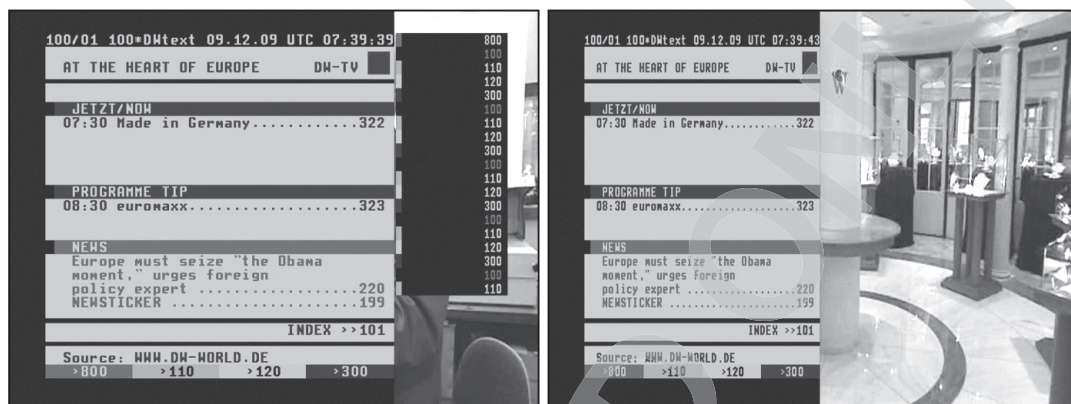 100/01 100*DWtext 09.12.09 UTC 07:39:39
AT THE HEART OF EUROPE DW-TV
JETZT/NOW
07:30 Made in Germany............322
PROGRAMME TIP
08:30 euromaxx...................323
NEWS
Europe must seize "the Obama
moment," urges foreign
policy expert ...................220
NEWSTICKER .....................199
INDEX >>101
Source: WWW.DW-WORLD.DE
>800 >110 >120 >300
800
100
110
120
300
100
110
120
300
100
110
120
300
100
110
120
300
100
110
100/01 100*DWtext 09.12.09 UTC 07:39:43
AT THE HEART OF EUROPE DW-TV
JETZT/NOW
07:30 Made in Germany............322
PROGRAMME TIP
08:30 euromaxx...................323
NEWS
Europe must seize "the Obama
moment," urges foreign
policy expert ...................220
NEWSTICKER .....................199
INDEX >>101
Source: WWW.DW-WORLD.DE
>800 >110 >120 >300